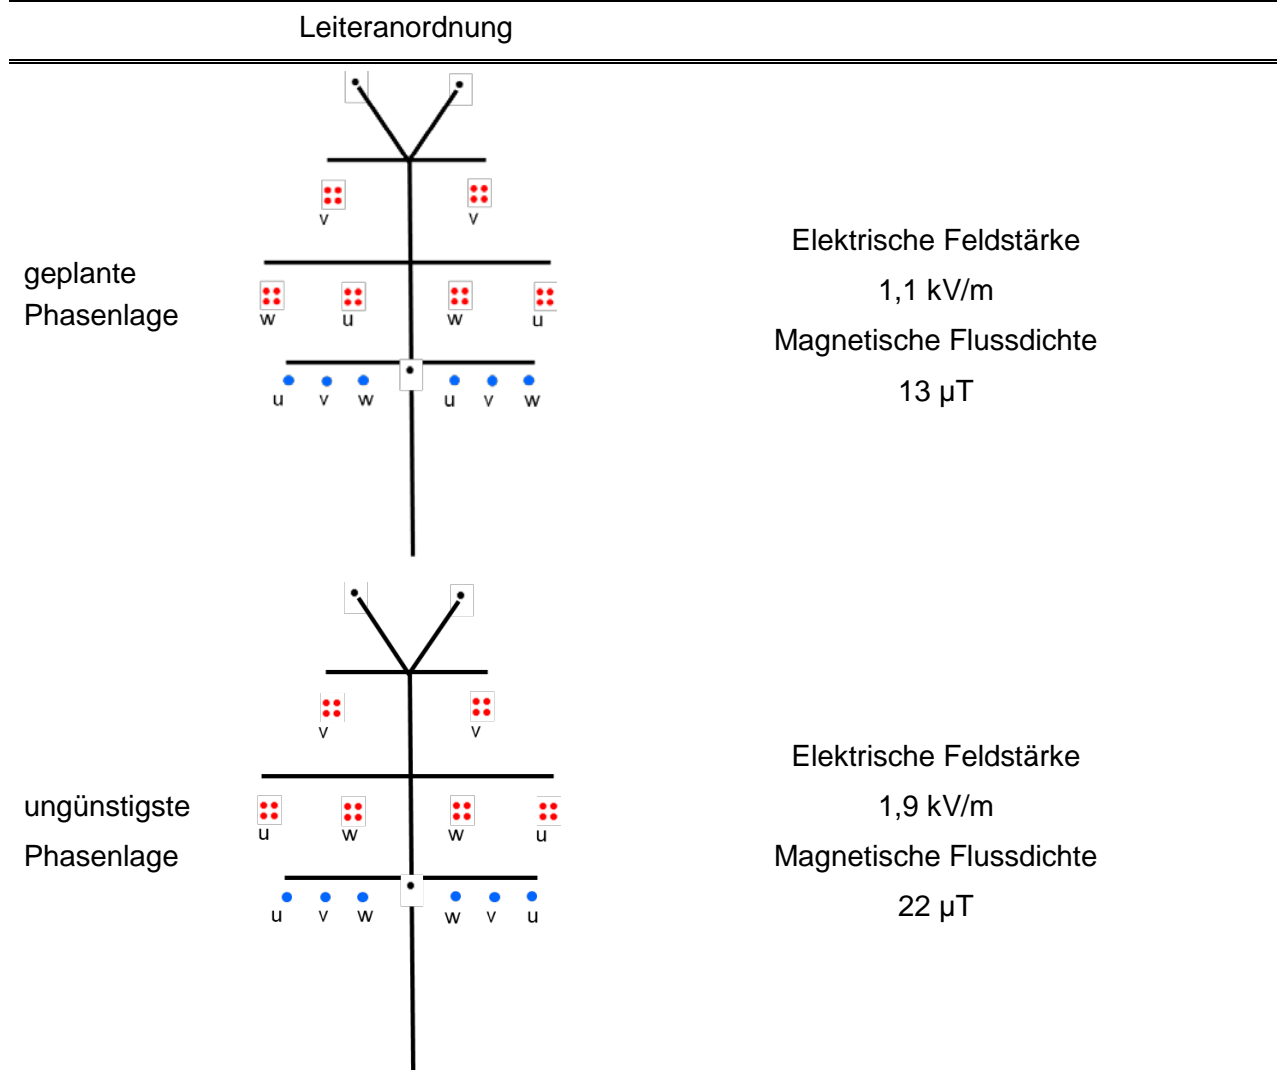 Leiteranordnung
v v
geplante
Phasenlage
w u w u
u v w u v w
Elektrische Feldstärke
1,1 kV/m
Magnetische Flussdichte
13 µT
v v
ungünstigste
Phasenlage
u w w u
u v w w v u
Elektrische Feldstärke
1,9 kV/m
Magnetische Flussdichte
22 µT